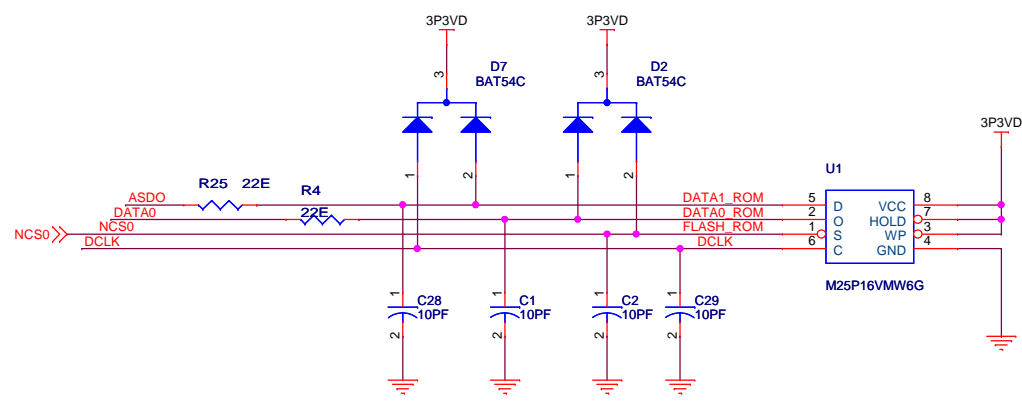 3P3VD
3P3VD
D7
BAT54C
D2
BAT54C
3
3
3P3VD
1
2
1
2
U1
R25 22E
R4
22E
ASDO
DATA0
NCS0
NCS0
DCLK
DATA1_ROM
DATA0_ROM
FLASH_ROM
DCLK
5
2
1
6
D
O
S
C
VCC
HOLD
WP
GND
8
7
3
4
M25P16VMW6G
1
C28
10PF
2
1
C1
10PF
2
1
C2
10PF
2
1
C29
10PF
2